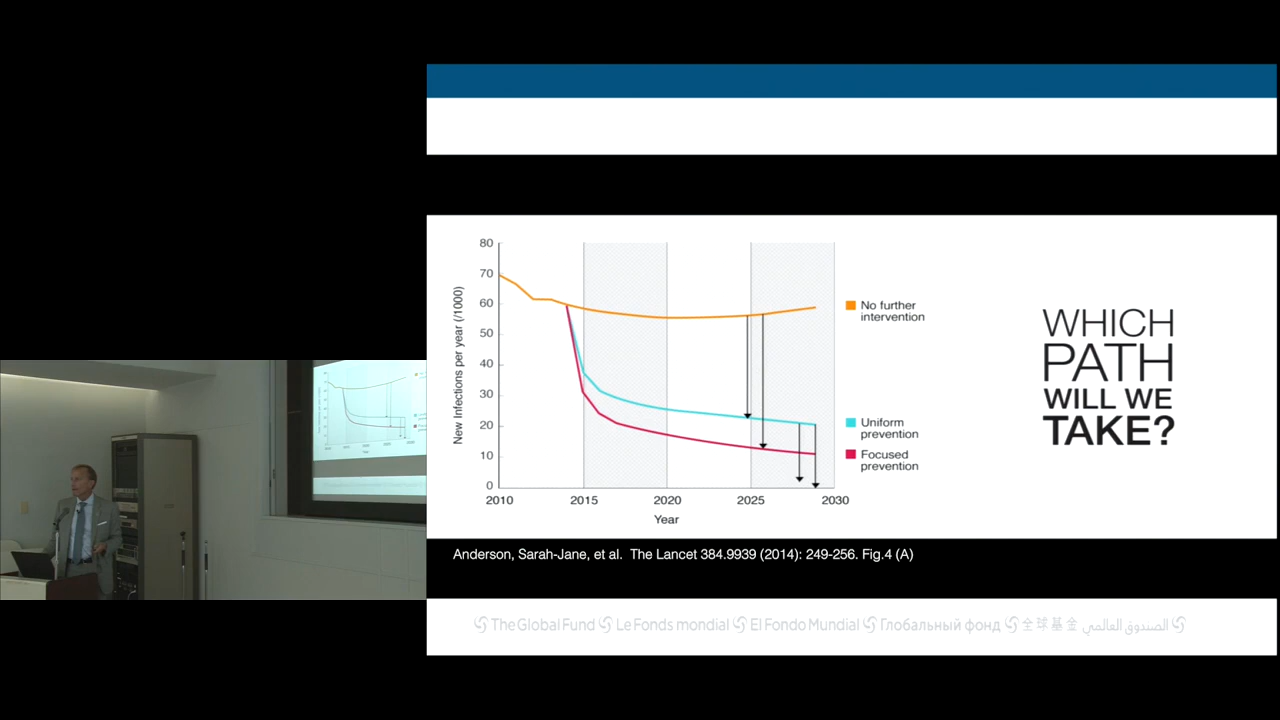 80
70
60
50
40
30
20
10
0
New Infections per year (/1000)
2010
2015
2020
2025
2030
Year
No further
intervention
Uniform
prevention
Focused
prevention
WHICH
PATH
WILL WE
TAKE?
Anderson, Sarah-Jane, et al. The Lancet 384.9939 (2014): 249-256. Fig.4 (A)
The Global Fund Le Fonds mondial El Fondo Mundial Глобальный фонд 全球基金 الصندوق العالمي